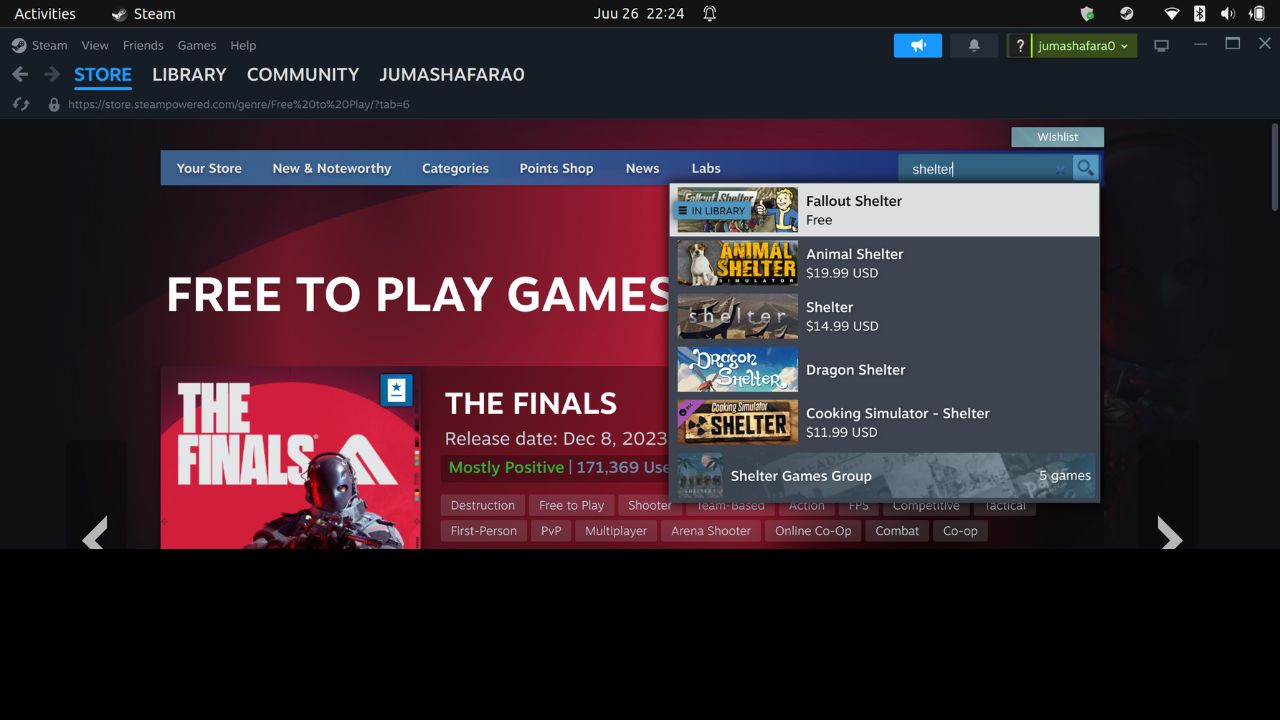 Activities Steam Juu 26 22:24
Steam View Friends Games Help ? jumashafara0
STORE LIBRARY COMMUNITY JUMASHAFARA0
https://store.steampowered.com/genre/Free%20to%20Play/?tab=6
Wishlist
Your Store New & Noteworthy Categories Points Shop News Labs shelter
Fallout Shelter
IN LIBRARY
Fallout Shelter
Free
ANIMAL
SHELTER
SIMULATOR
Animal Shelter
$19.99 USD
shelter
Shelter
$14.99 USD
Dragon
Shelter
Dragon Shelter
DLC
Cooking Simulator
SHELTER
Cooking Simulator - Shelter
$11.99 USD
Shelter Games Group 5 games
FREE TO PLAY GAMES
THE
FINALS
THE FINALS
Release date: Dec 8, 2023
Mostly Positive | 171,369 Use
Destruction Free to Play Shooter Team-Based Action FPS Competitive Tactical
First-Person PvP Multiplayer Arena Shooter Online Co-Op Combat Co-op